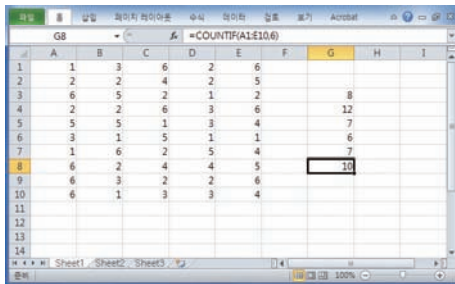 파일 홈 삽입 페이지 레이아웃 수식 데이터 검토 보기 Acrobat
G8 fx =COUNTIF(A1:E10,6)
A B C D E F G H I
1 1 3 6 2 6
2 2 2 4 2 5
3 6 5 2 1 2 8
4 2 2 6 3 6 12
5 5 5 1 3 4 7
6 3 1 5 1 1 6
7 1 6 2 5 4 7
8 6 2 4 4 5 10
9 6 3 2 2 6
10 6 1 3 3 4
11
12
13
14
Sheet1 Sheet2 Sheet3
준비 100%